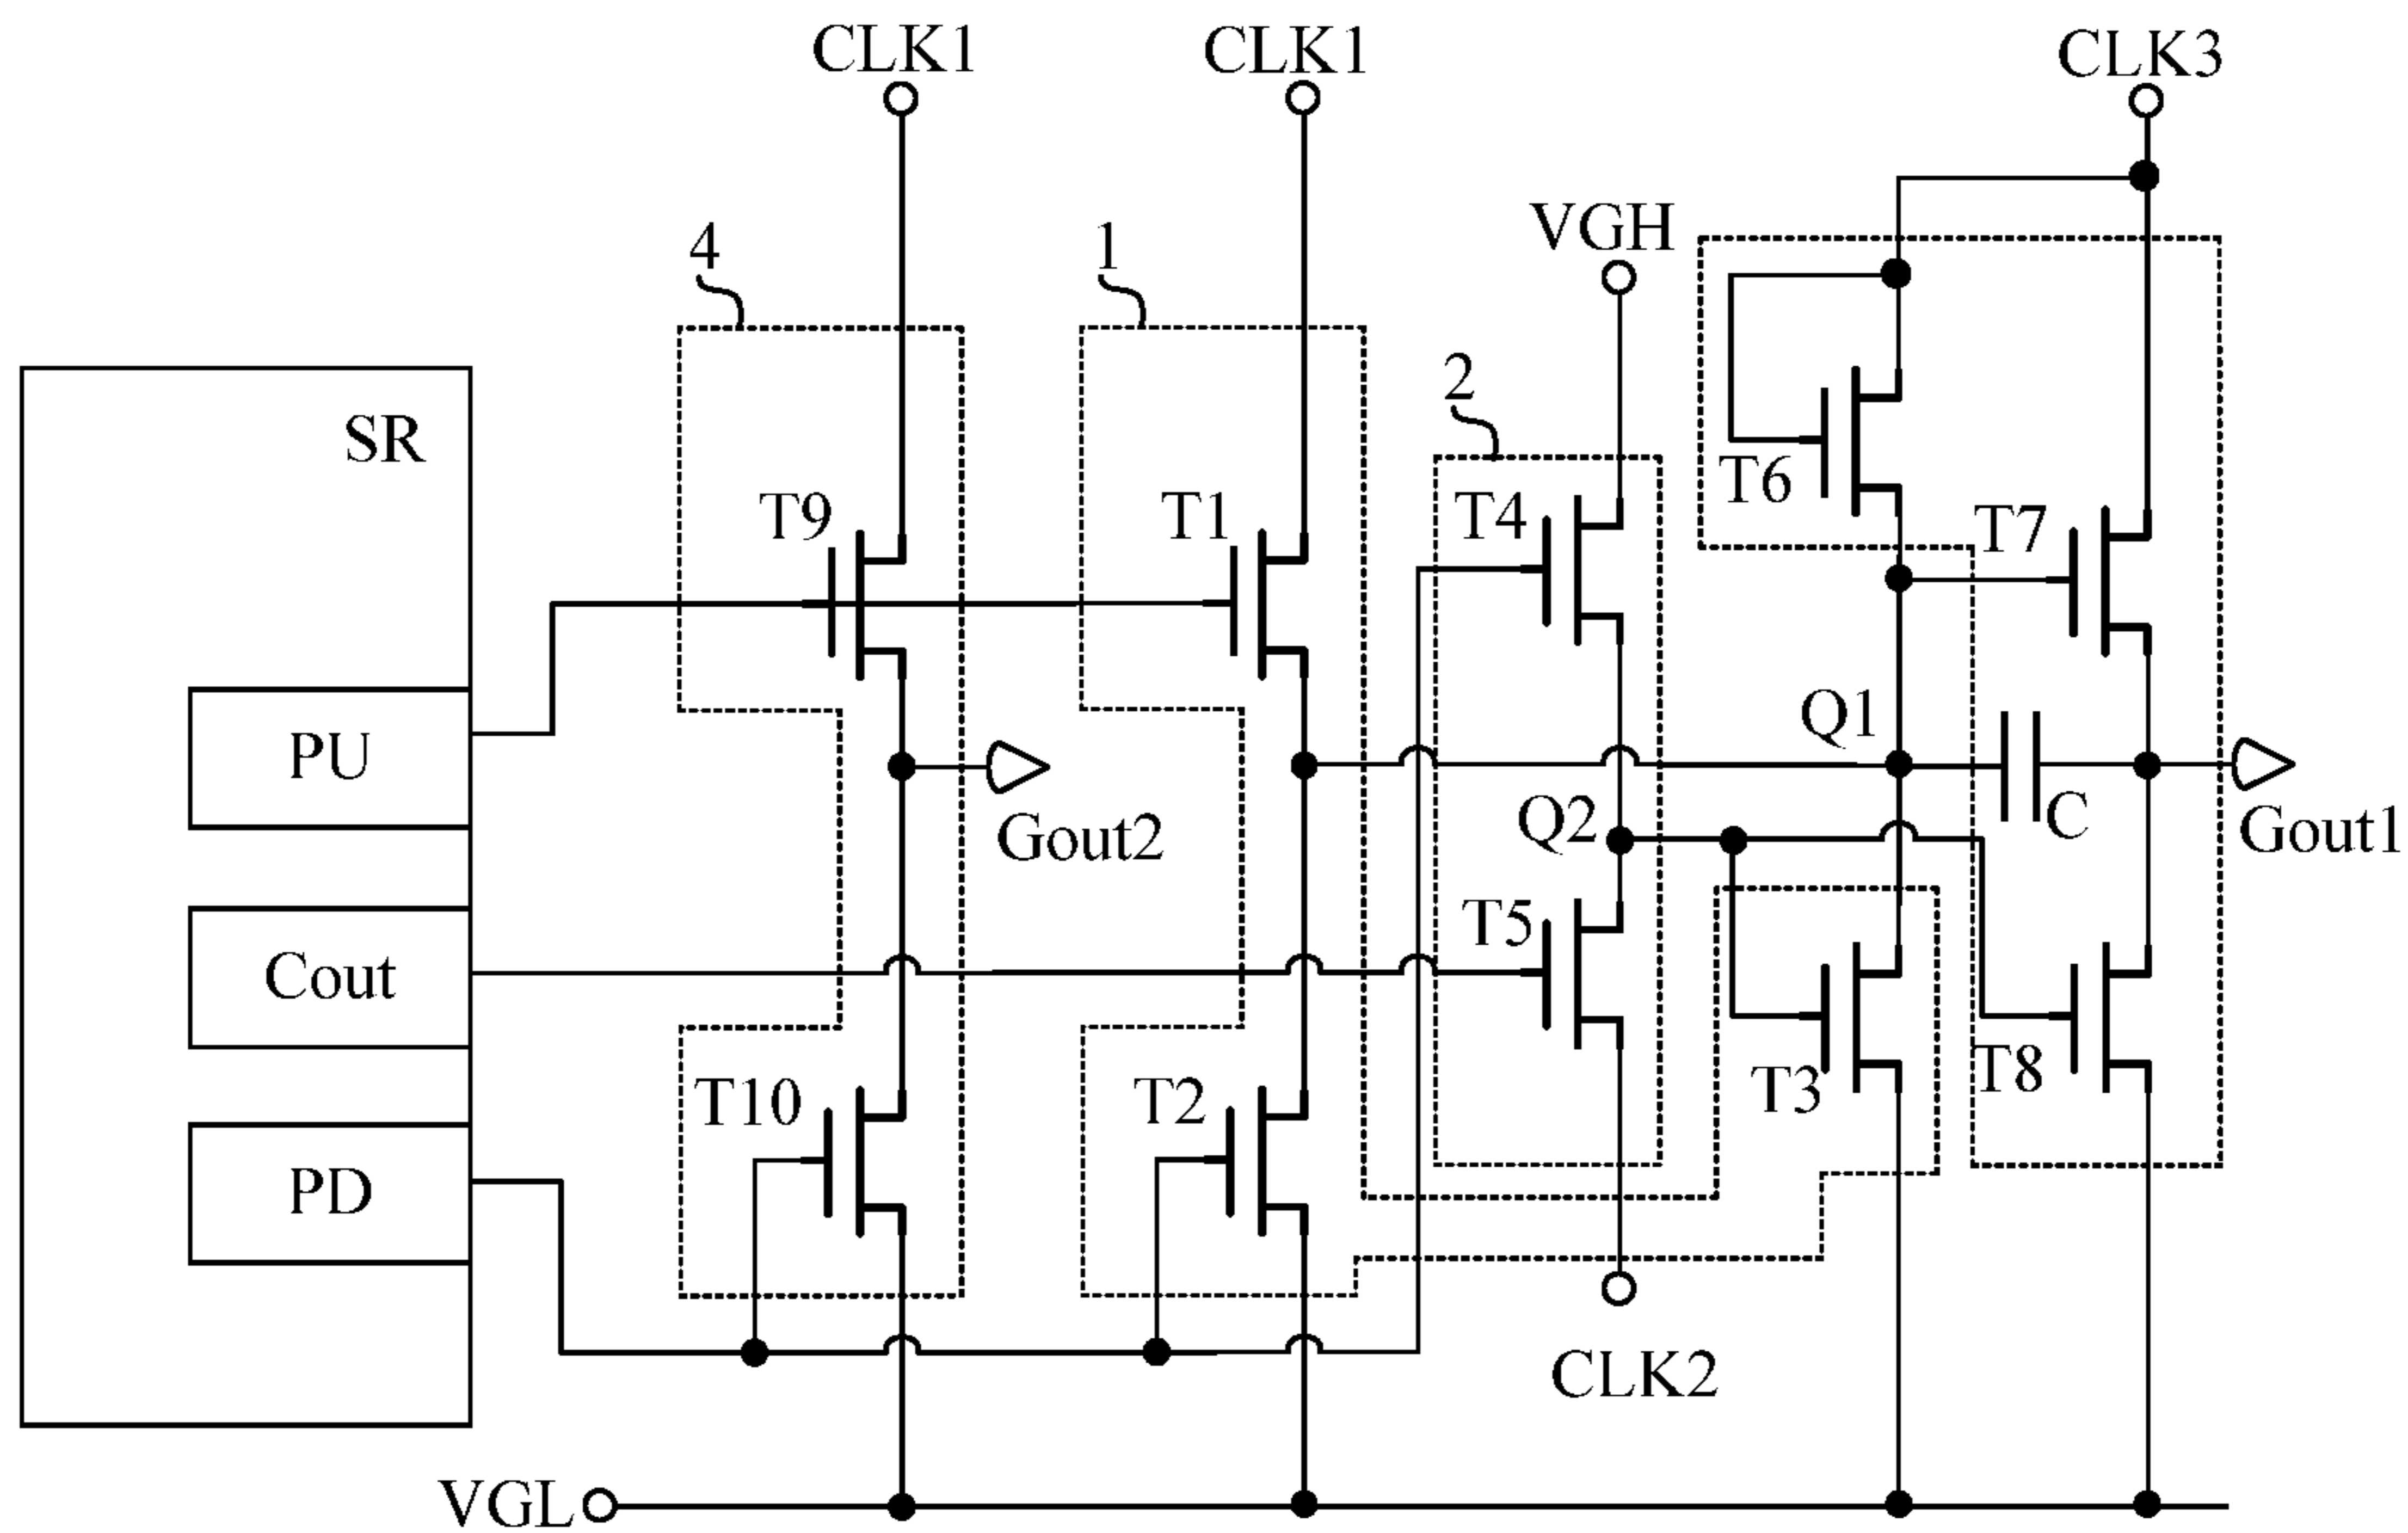 CLK1
CLK1
CLK3
4
1
VGH
2
SR
T9
T1
T4
T6
T7
PU
Q1
Q2
C
Gout2
Gout1
Cout
T5
T10
T2
T3
T8
PD
CLK2
VGL